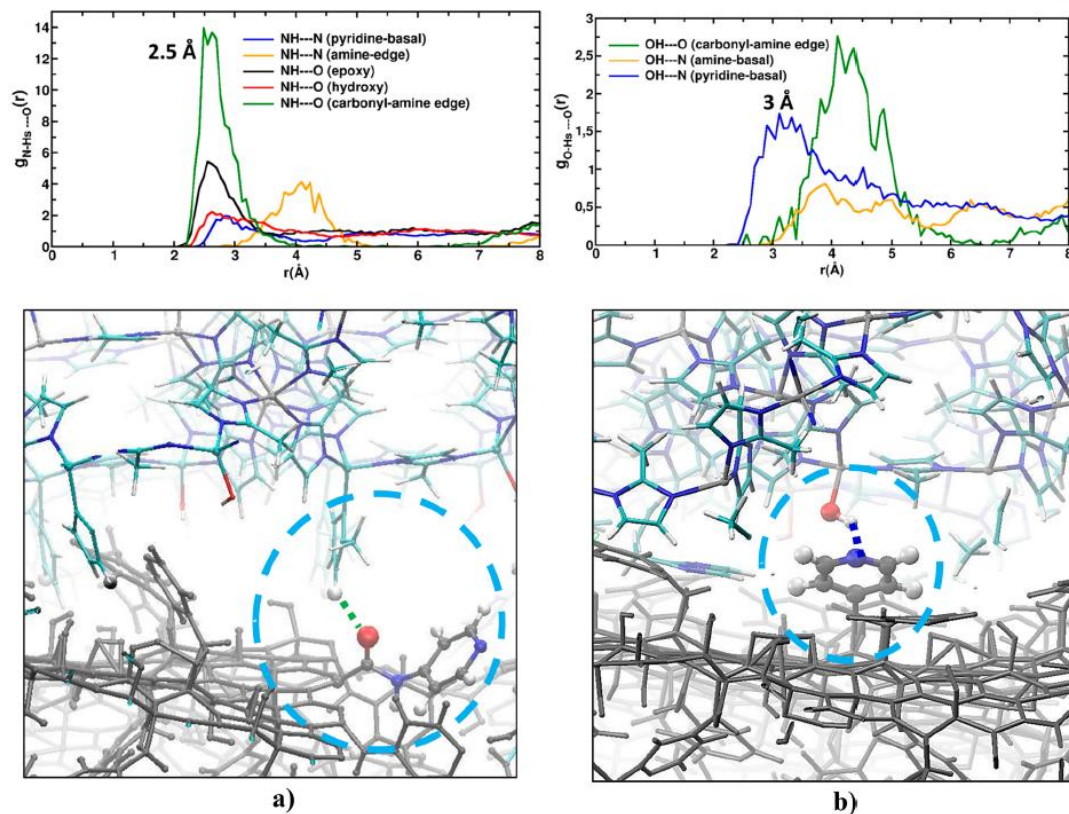 14
12
10
8
6
4
2
0
g N-Hs ---O(r)
2.5 Å
NH---N (pyridine-basal)
NH---N (amine-edge)
NH---O (epoxy)
NH---O (hydroxy)
NH---O (carbonyl-amine edge)
0 1 2 3 4 5 6 7 8
r(Å)
3
2.5
2
1.5
1
0,5
0
g O-Hs ---O(r)
OH---O (carbonyl-amine edge)
OH---N (amine-basal)
OH---N (pyridine-basal)
3 Å
0 1 2 3 4 5 6 7 8
r(Å)
a)
b)